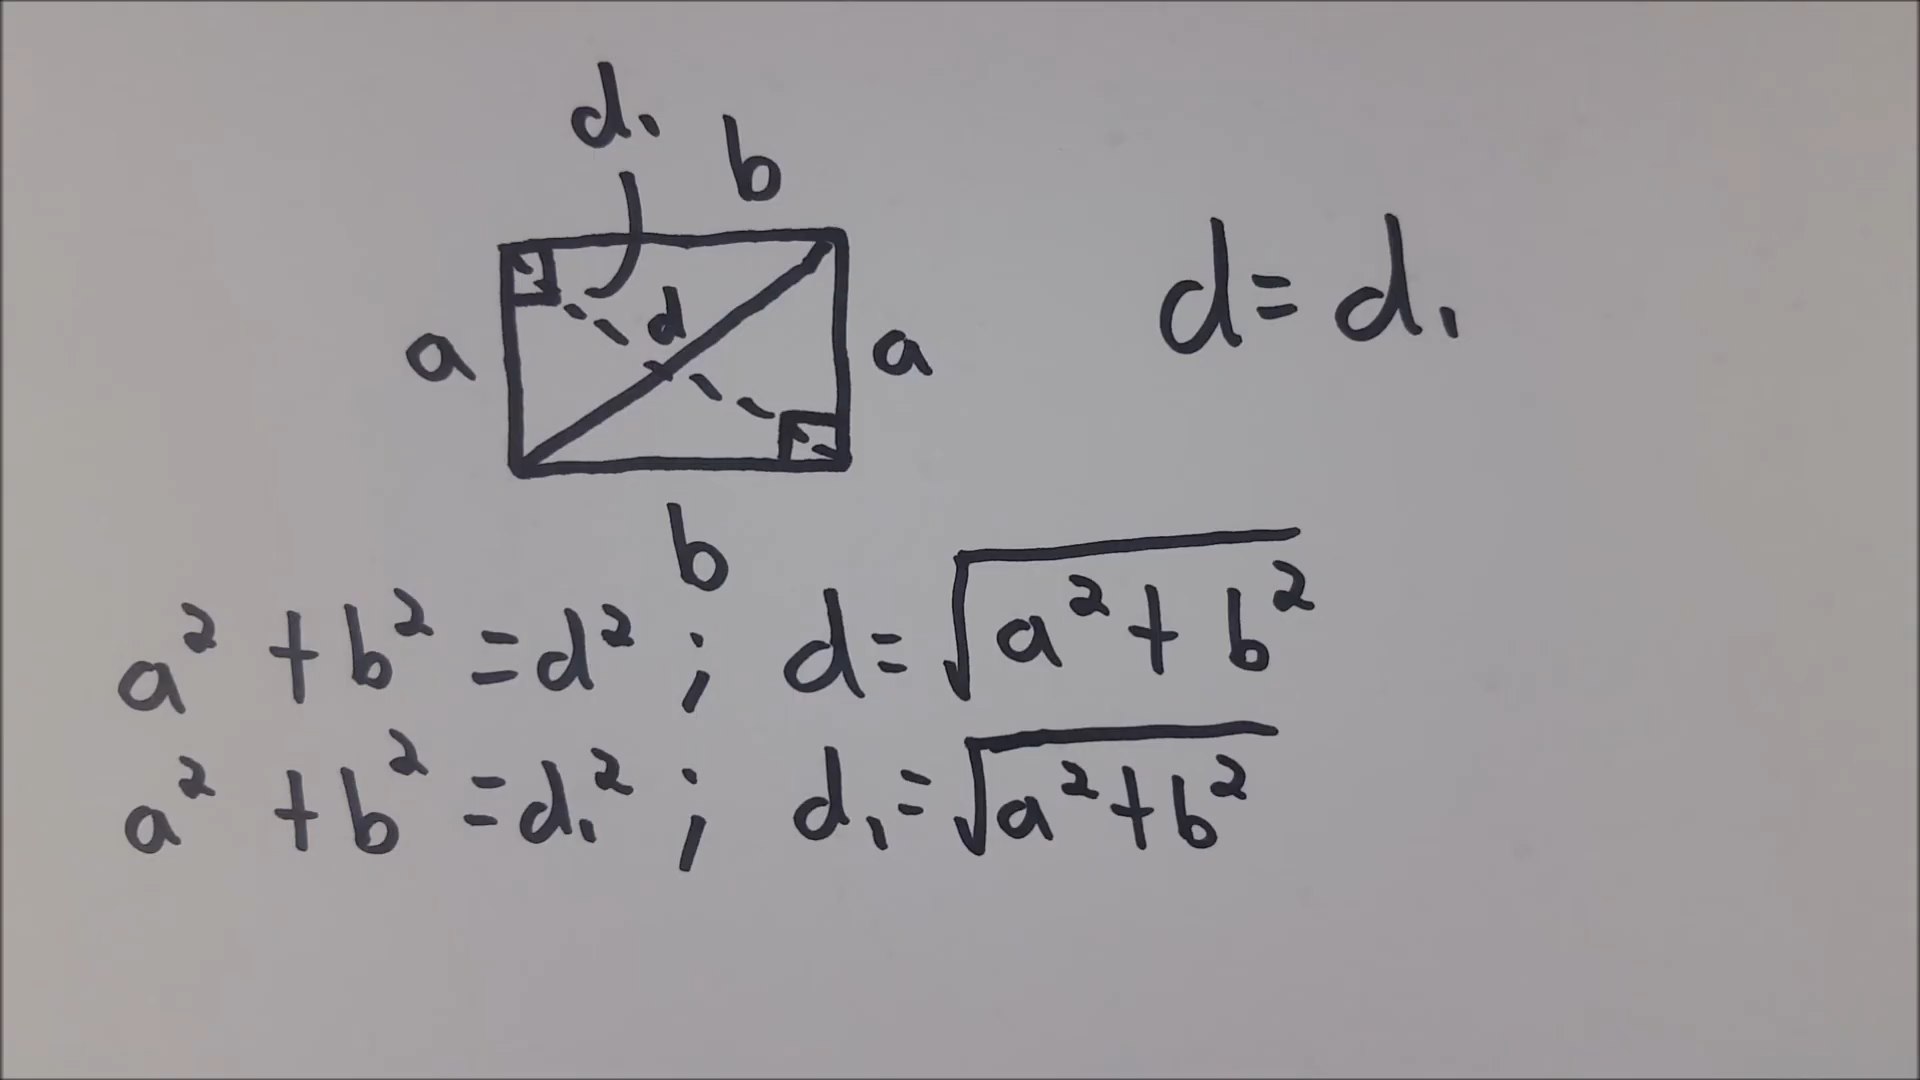 d₁
b
d
a
a
d = d₁
b
a² + b² = d² ; d = √(a² + b²)
a² + b² = d₁² ; d₁ = √(a² + b²)